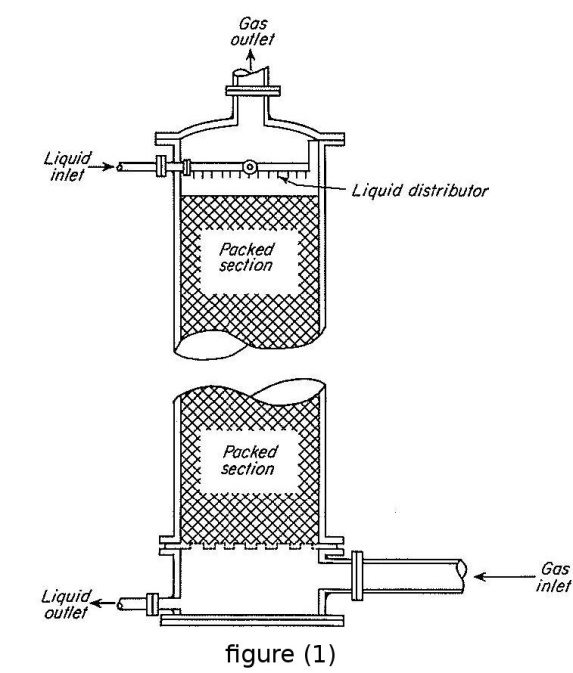 Gas
outlet
Liquid
inlet
Liquid distributor
Packed
section
Packed
section
Gas
inlet
Liquid
outlet
figure (1)